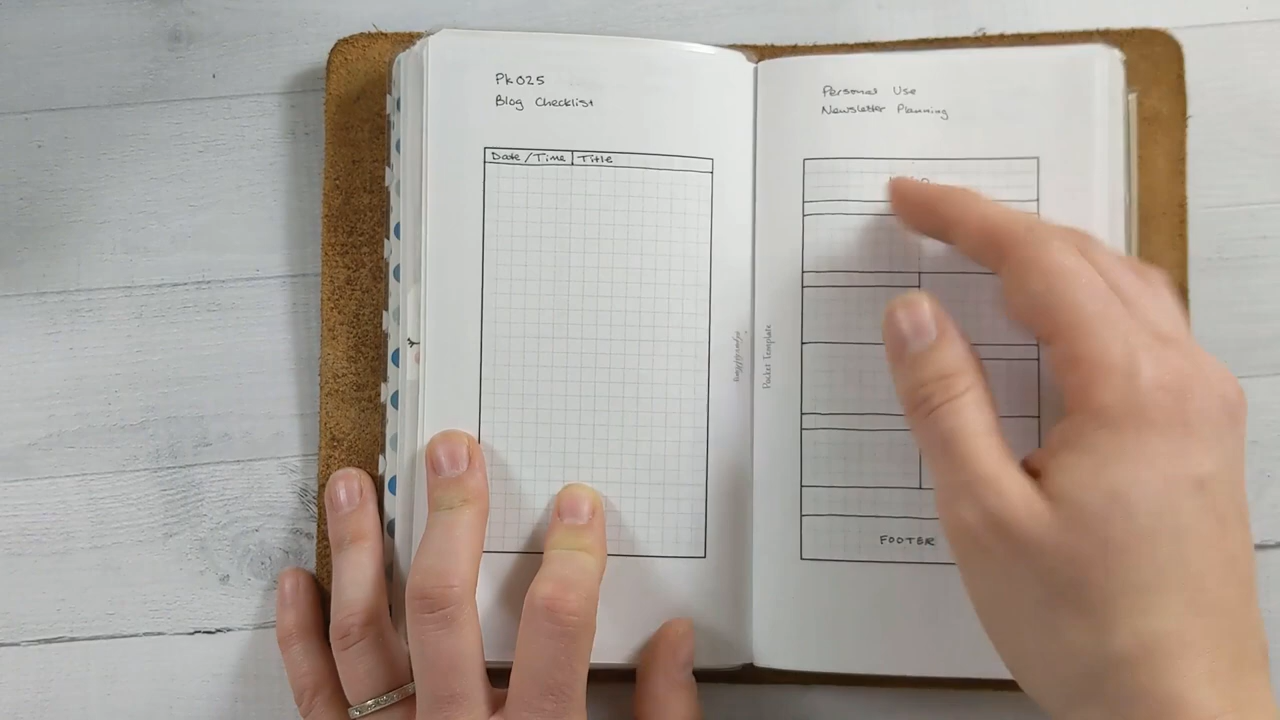 Pk025
Blog Checklist
Date/Time Title
Personal Use
Newsletter Planning
Pocket Template
FOOTER